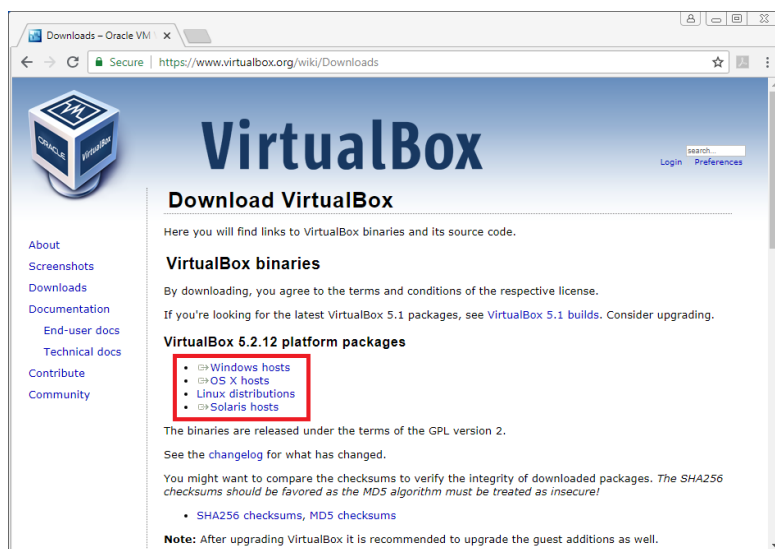 Downloads – Oracle VM
Secure | https://www.virtualbox.org/wiki/Downloads
ORACLE
VM
VirtualBox
VirtualBox
search...
Login Preferences
Download VirtualBox
Here you will find links to VirtualBox binaries and its source code.
About
Screenshots
Downloads
Documentation
End-user docs
Technical docs
Contribute
Community
VirtualBox binaries
By downloading, you agree to the terms and conditions of the respective license.
If you're looking for the latest VirtualBox 5.1 packages, see VirtualBox 5.1 builds. Consider upgrading.
VirtualBox 5.2.12 platform packages
• Windows hosts
• OS X hosts
• Linux distributions
• Solaris hosts
The binaries are released under the terms of the GPL version 2.
See the changelog for what has changed.
You might want to compare the checksums to verify the integrity of downloaded packages. The SHA256
checksums should be favored as the MD5 algorithm must be treated as insecure!
• SHA256 checksums, MD5 checksums
Note: After upgrading VirtualBox it is recommended to upgrade the guest additions as well.